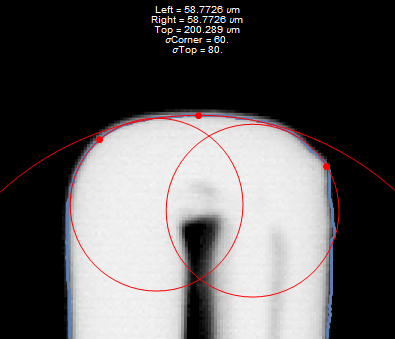 Left = 58.7726 um
Right = 58.7726 um
Top = 200.289 um
σCorner = 60.
σTop = 80.